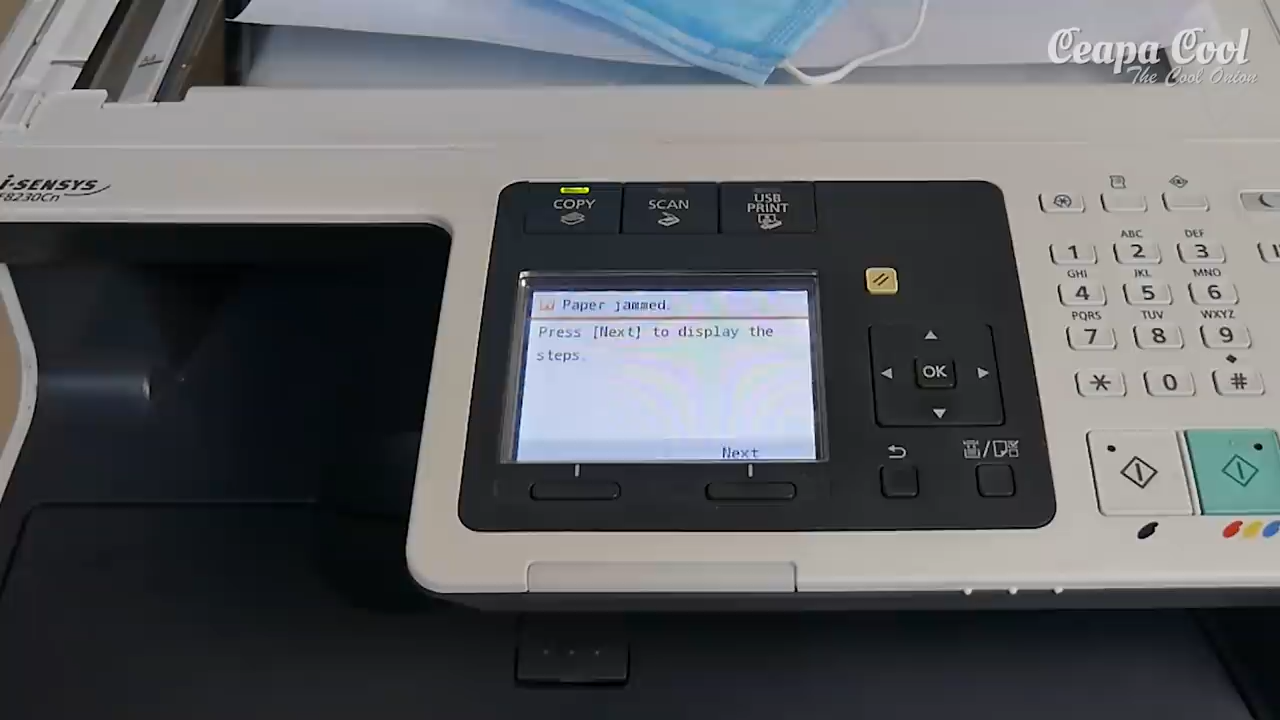 Ceapa Cool
The Cool Onion
i-SENSYS
F8230Cn
COPY
SCAN
USB
PRINT
Paper jammed.
Press [Next] to display the
steps.
Next
OK
1
ABC
2
DEF
3
GHI
4
JKL
5
MNO
6
PQRS
7
TUV
8
WXYZ
9
*
0
#